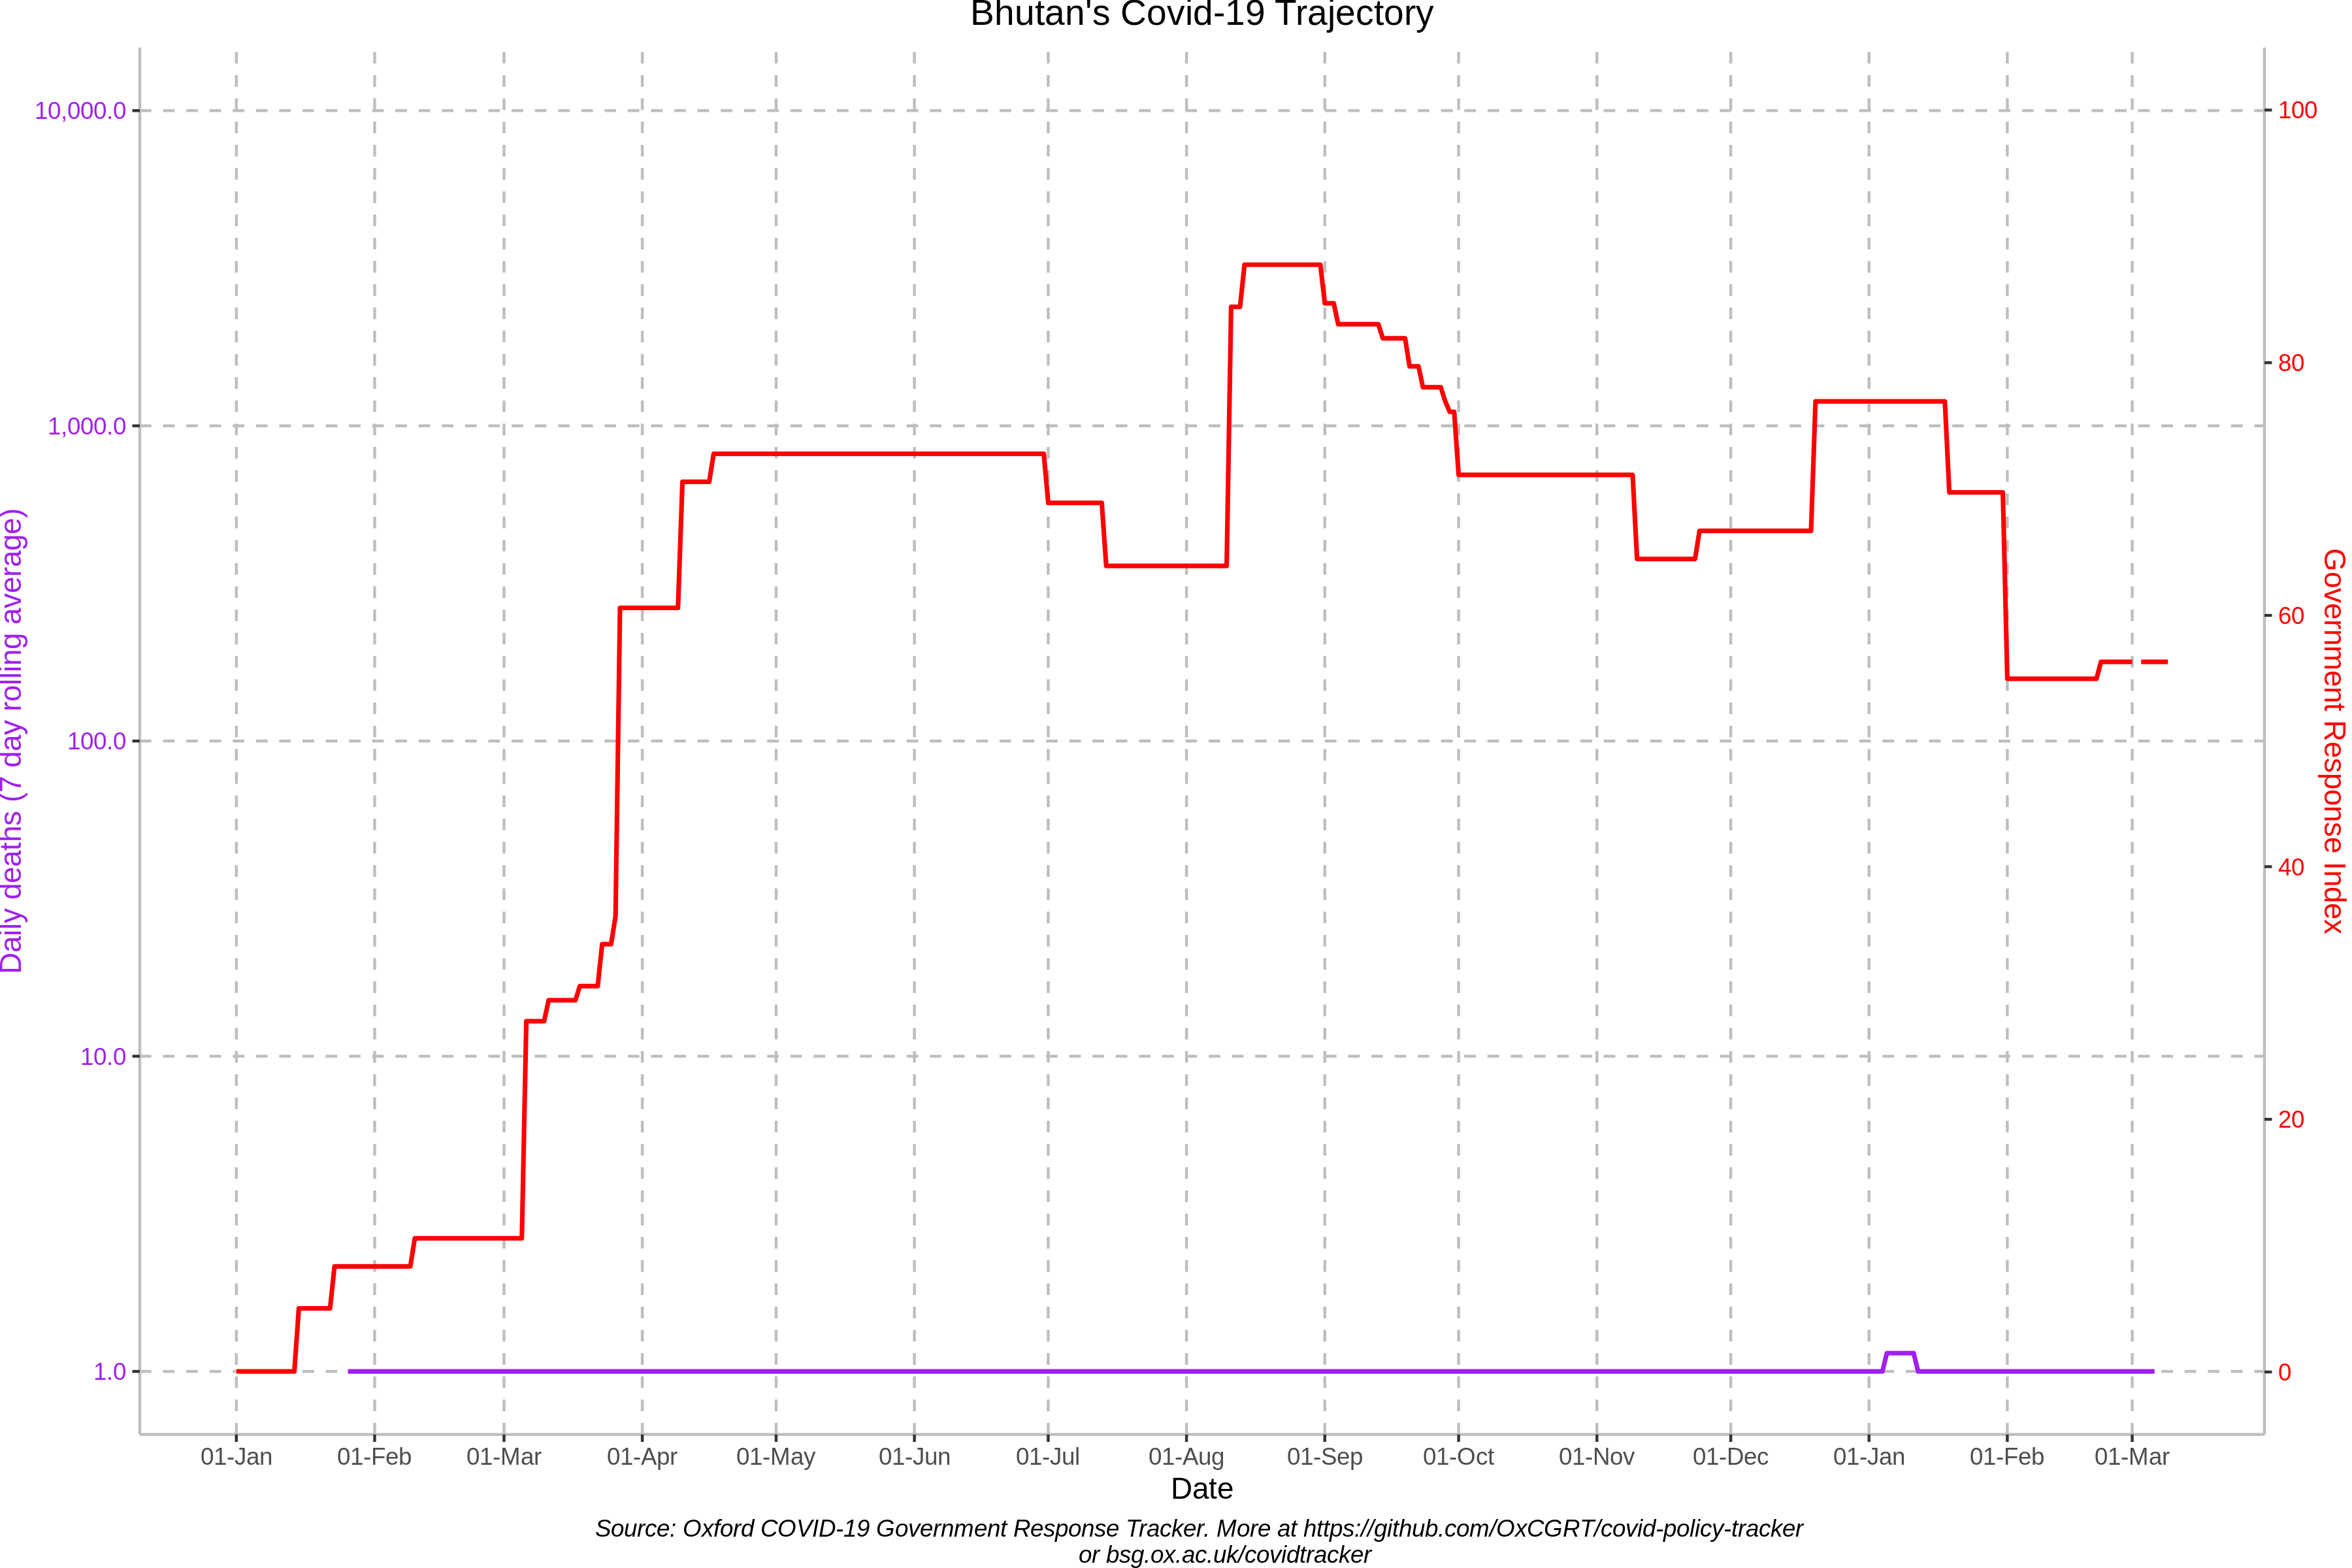 Bhutan's Covid-19 Trajectory
10,000.0
1,000.0
100.0
10.0
1.0
Daily deaths (7 day rolling average)
100
80
60
40
20
0
Government Response Index
01-Jan
01-Feb
01-Mar
01-Apr
01-May
01-Jun
01-Jul
01-Aug
01-Sep
01-Oct
01-Nov
01-Dec
01-Jan
01-Feb
01-Mar
Date
Source: Oxford COVID-19 Government Response Tracker. More at https://github.com/OxCGRT/covid-policy-tracker
or bsg.ox.ac.uk/covidtracker